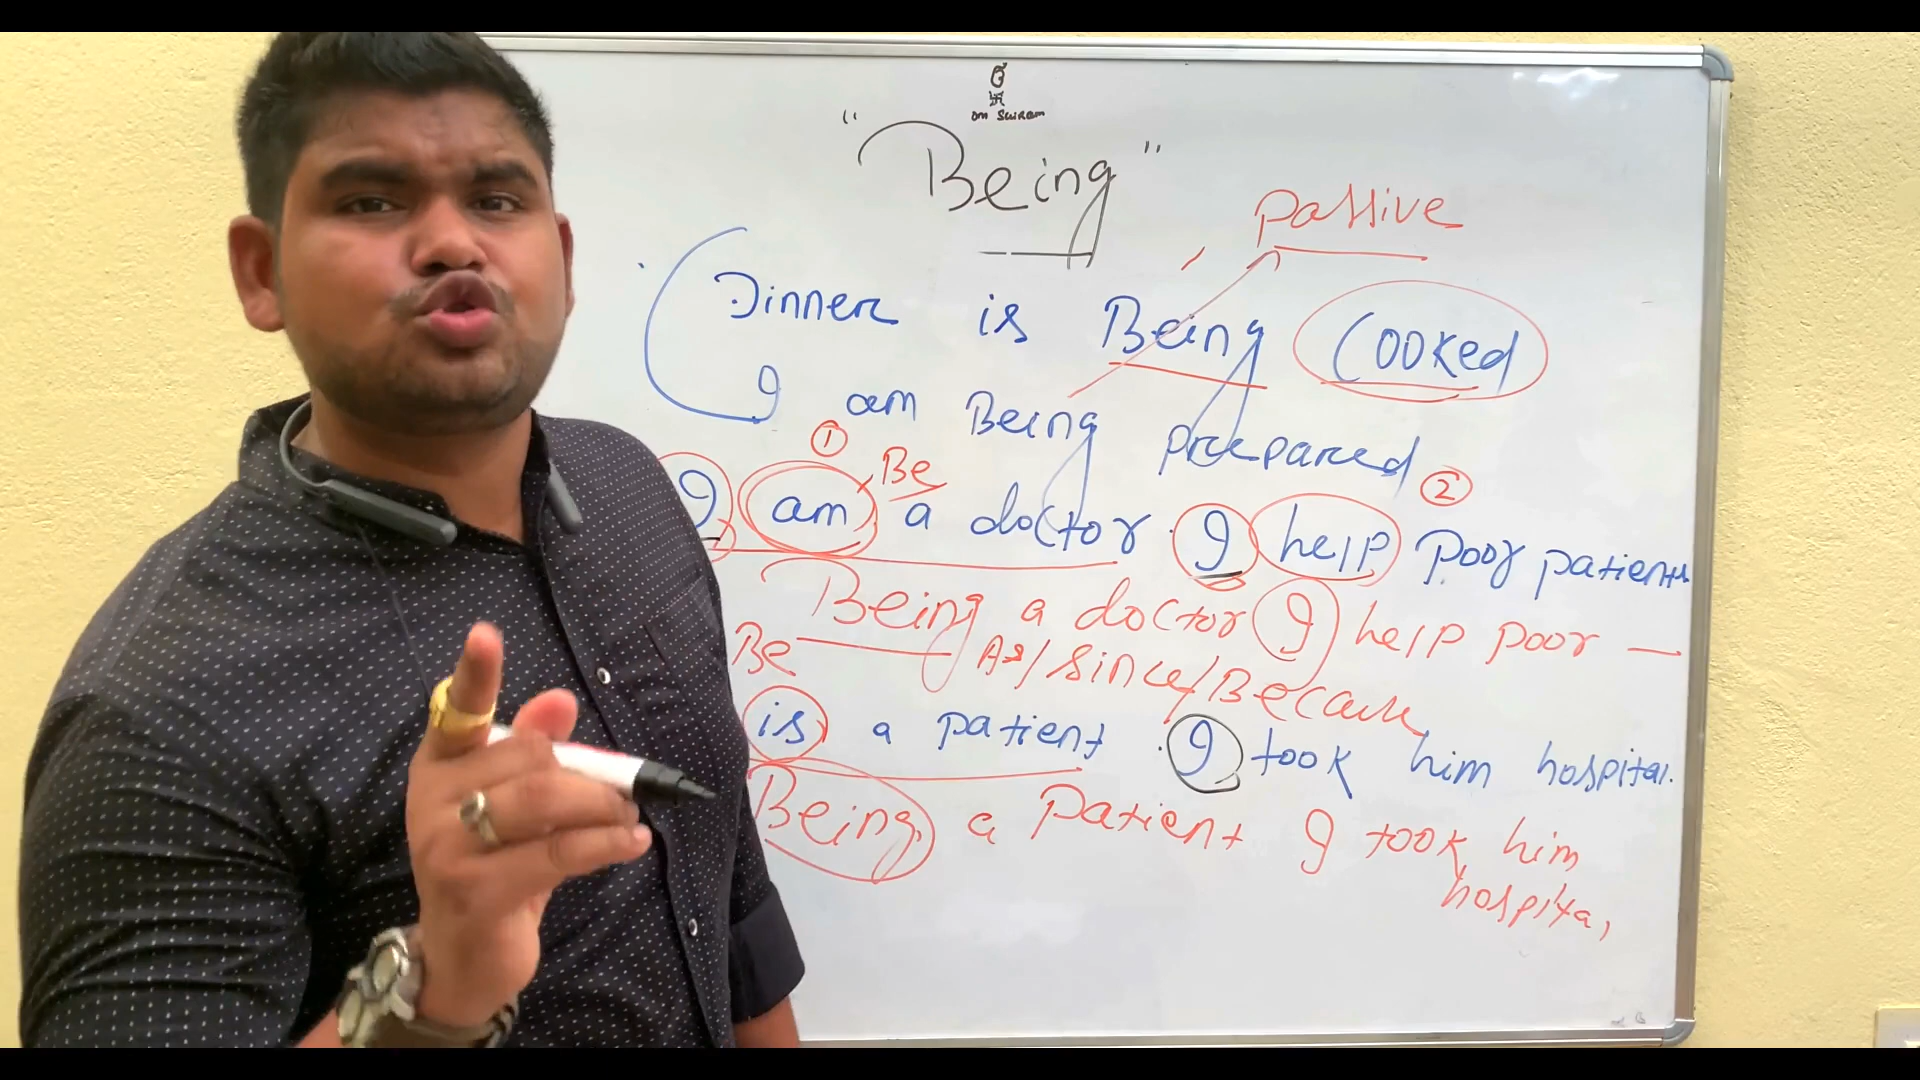 om sairam
"Being"
passive
Dinner is Being cooked
I am Being prepared
① Be ②
I am a doctor. I help poor patients
Being a doctor I help poor —
Be As/since/Because
is a patient. I took him hospital.
Being a patient I took him
hospital